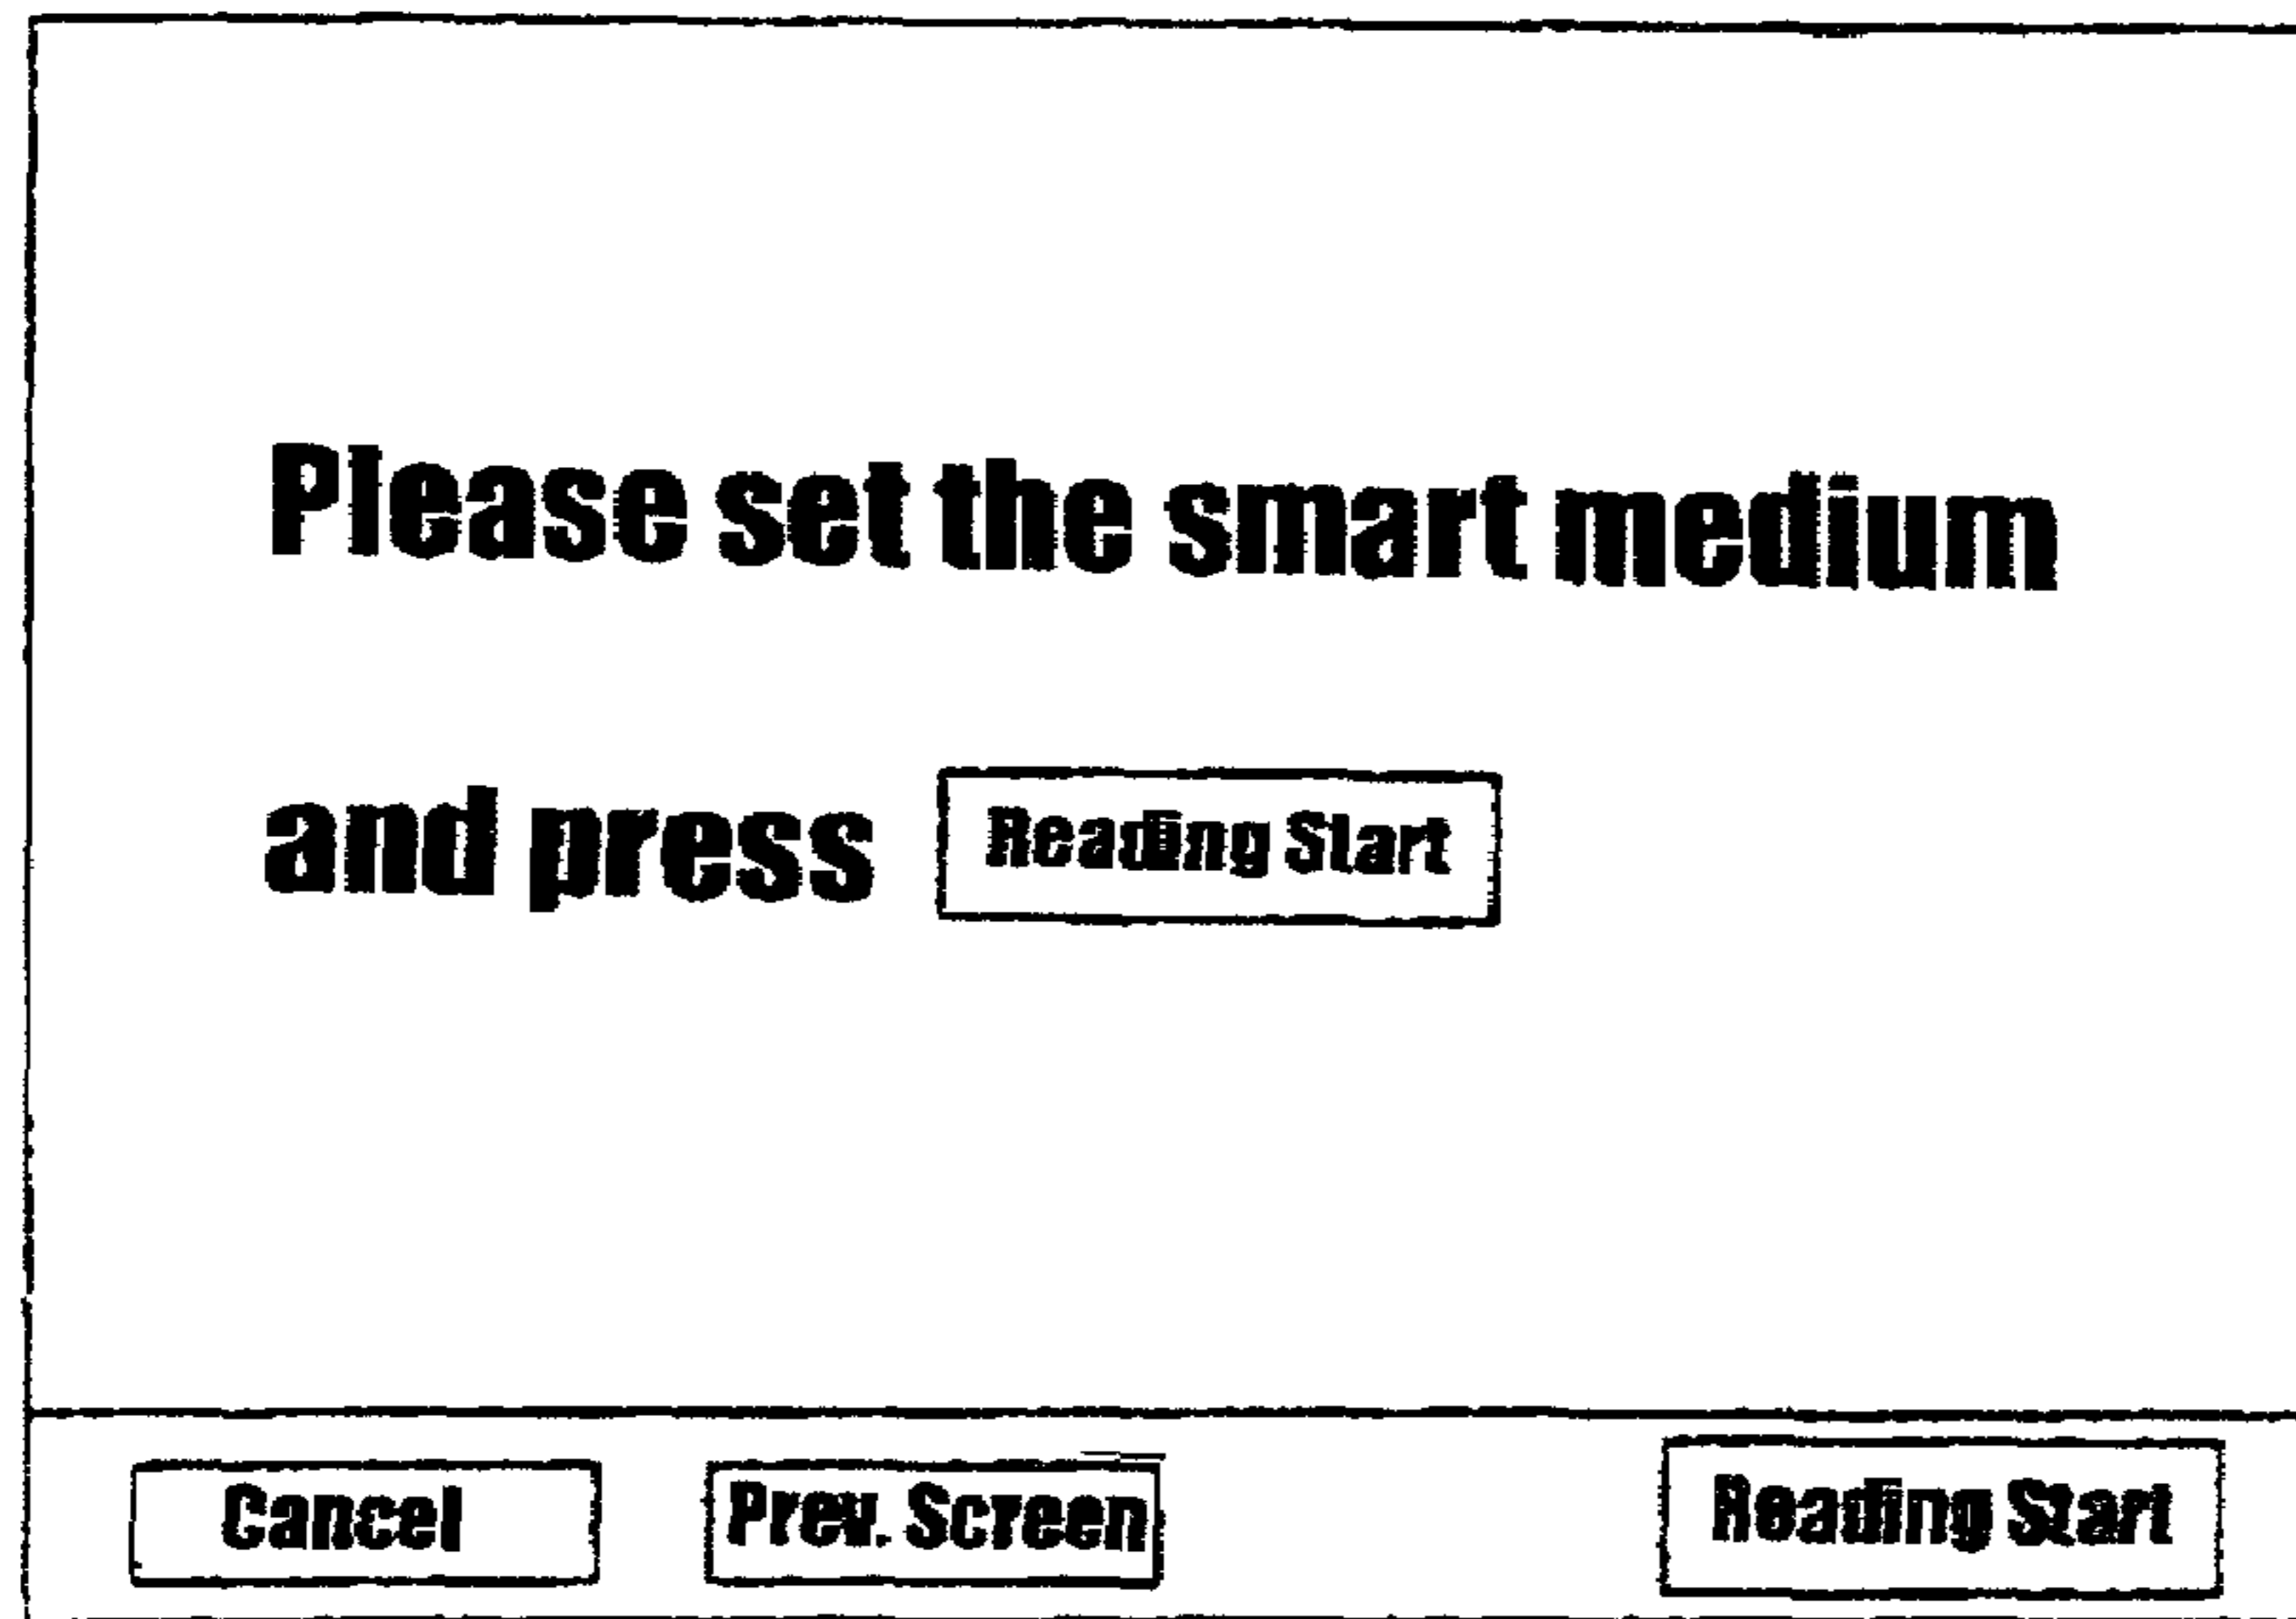 Please set the smart medium
and press Reading Start
Cancel Prev. Screen Reading Start